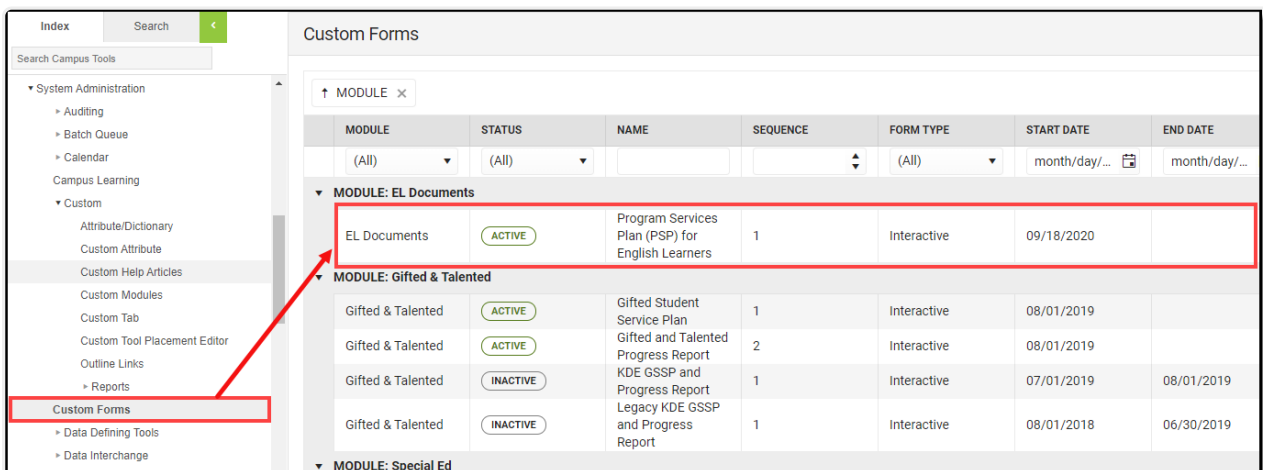 Index Search
Search Campus Tools
System Administration
Auditing
Batch Queue
Calendar
Campus Learning
Custom
Attribute/Dictionary
Custom Attribute
Custom Help Articles
Custom Modules
Custom Tab
Custom Tool Placement Editor
Outline Links
Reports
Custom Forms
Data Defining Tools
Data Interchange
Custom Forms
↑ MODULE ×
MODULE STATUS NAME SEQUENCE FORM TYPE START DATE END DATE
(All) (All) (All) month/day/... month/day/...
MODULE: EL Documents
EL Documents ACTIVE Program Services Plan (PSP) for English Learners 1 Interactive 09/18/2020
MODULE: Gifted & Talented
Gifted & Talented ACTIVE Gifted Student Service Plan 1 Interactive 08/01/2019
Gifted & Talented ACTIVE Gifted and Talented Progress Report 2 Interactive 08/01/2019
Gifted & Talented INACTIVE KDE GSSP and Progress Report 1 Interactive 07/01/2019 08/01/2019
Gifted & Talented INACTIVE Legacy KDE GSSP and Progress Report 1 Interactive 08/01/2018 06/30/2019
MODULE: Special Ed